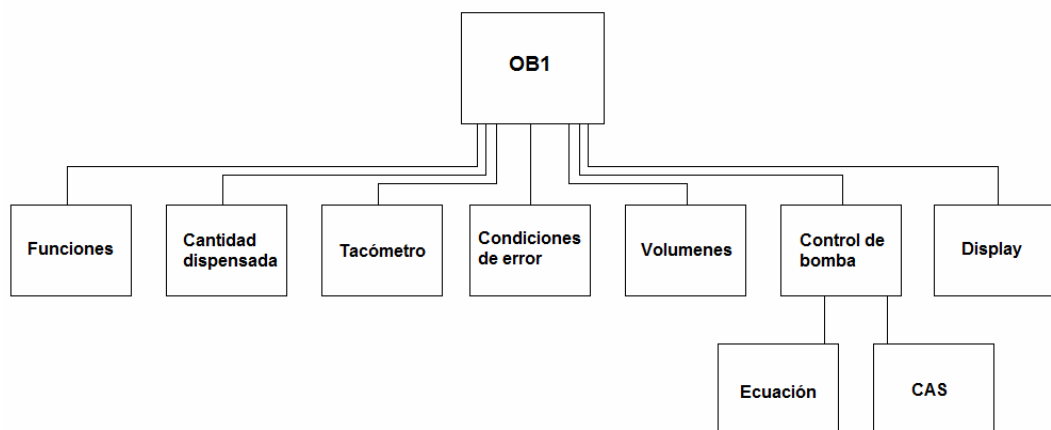 OB1
Funciones
Cantidad
dispensada
Tacómetro
Condiciones
de error
Volumenes
Control de
bomba
Display
Ecuación
CAS